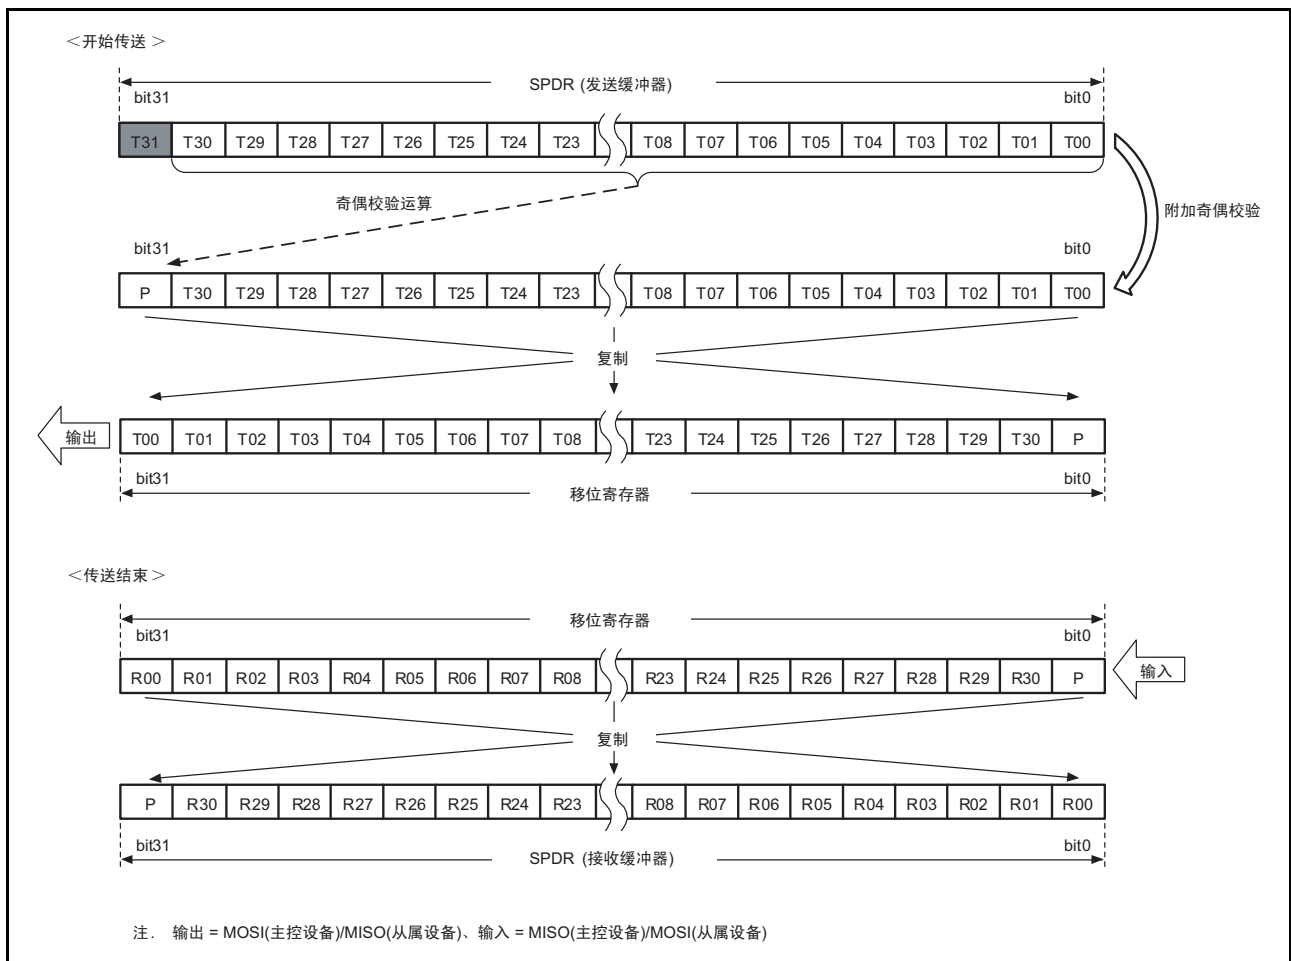 ＜开始传送＞
SPDR (发送缓冲器)
bit31 bit0
T31 T30 T29 T28 T27 T26 T25 T24 T23 T08 T07 T06 T05 T04 T03 T02 T01 T00
奇偶校验运算
附加奇偶校验
bit31 bit0
P T30 T29 T28 T27 T26 T25 T24 T23 T08 T07 T06 T05 T04 T03 T02 T01 T00
复制
输出
T00 T01 T02 T03 T04 T05 T06 T07 T08 T23 T24 T25 T26 T27 T28 T29 T30 P
bit31 bit0
移位寄存器
＜传送结束＞
移位寄存器
bit31 bit0
R00 R01 R02 R03 R04 R05 R06 R07 R08 R23 R24 R25 R26 R27 R28 R29 R30 P
输入
复制
P R30 R29 R28 R27 R26 R25 R24 R23 R08 R07 R06 R05 R04 R03 R02 R01 R00
bit31 bit0
SPDR (接收缓冲器)
注． 输出 = MOSI(主控设备)/MISO(从属设备)、输入 = MISO(主控设备)/MOSI(从属设备)